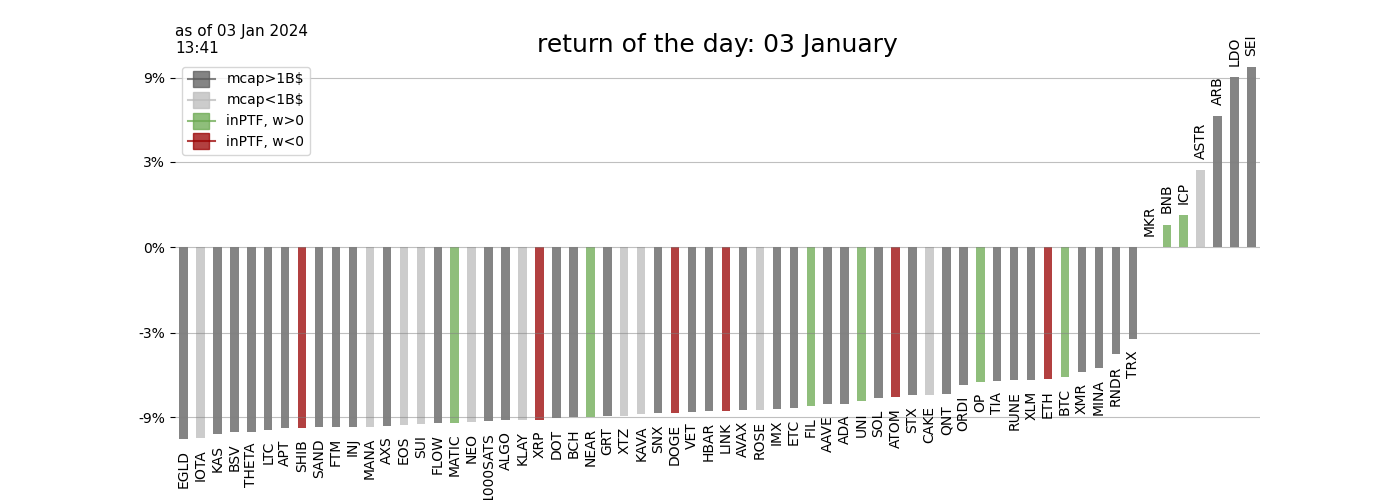 as of 03 Jan 2024
13:41
return of the day: 03 January
mcap>1B$
mcap<1B$
inPTF, w>0
inPTF, w<0
9%
3%
0%
-3%
-9%
EGLD
IOTA
KAS
BSV
THETA
LTC
APT
SHIB
SAND
FTM
INJ
MANA
AXS
EOS
SUI
FLOW
MATIC
NEO
1000SATS
ALGO
KLAY
XRP
DOT
BCH
NEAR
GRT
XTZ
KAVA
SNX
DOGE
VET
HBAR
LINK
AVAX
ROSE
IMX
ETC
FIL
AAVE
ADA
UNI
SOL
ATOM
STX
CAKE
QNT
ORDI
OP
TIA
RUNE
XLM
ETH
BTC
XMR
MINA
RNDR
TRX
MKR
BNB
ICP
ASTR
ARB
LDO
SEI